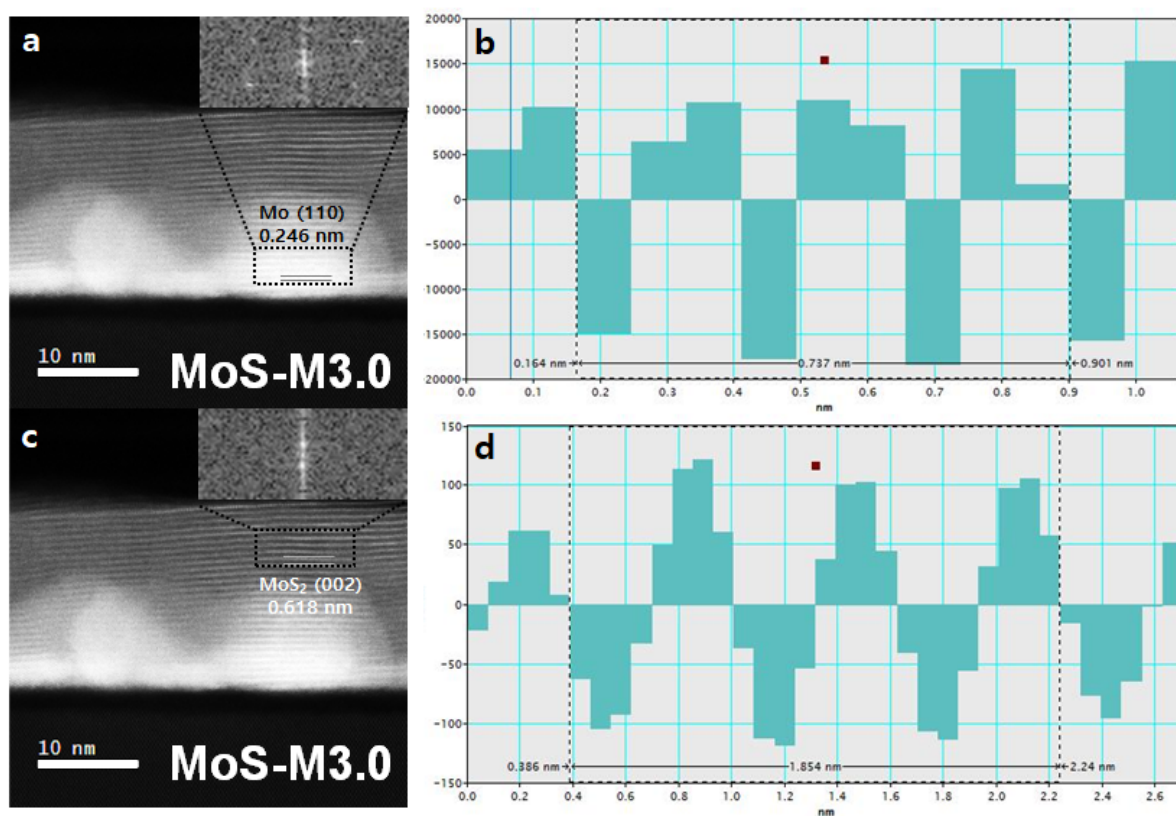 a
Mo (110)
0.246 nm
10 nm
MoS-M3.0
b
20000
15000
10000
5000
0
−5000
−10000
−15000
20000
0.164 nm
0.737 nm
0.901 nm
0.0 0.1 0.2 0.3 0.4 0.5 0.6 0.7 0.8 0.9 1.0
nm
c
MoS₂ (002)
0.618 nm
10 nm
MoS-M3.0
d
150
100
50
0
−50
−100
−150
0.386 nm
1.854 nm
2.24 nm
0.0 0.2 0.4 0.6 0.8 1.0 1.2 1.4 1.6 1.8 2.0 2.2 2.4 2.6
nm